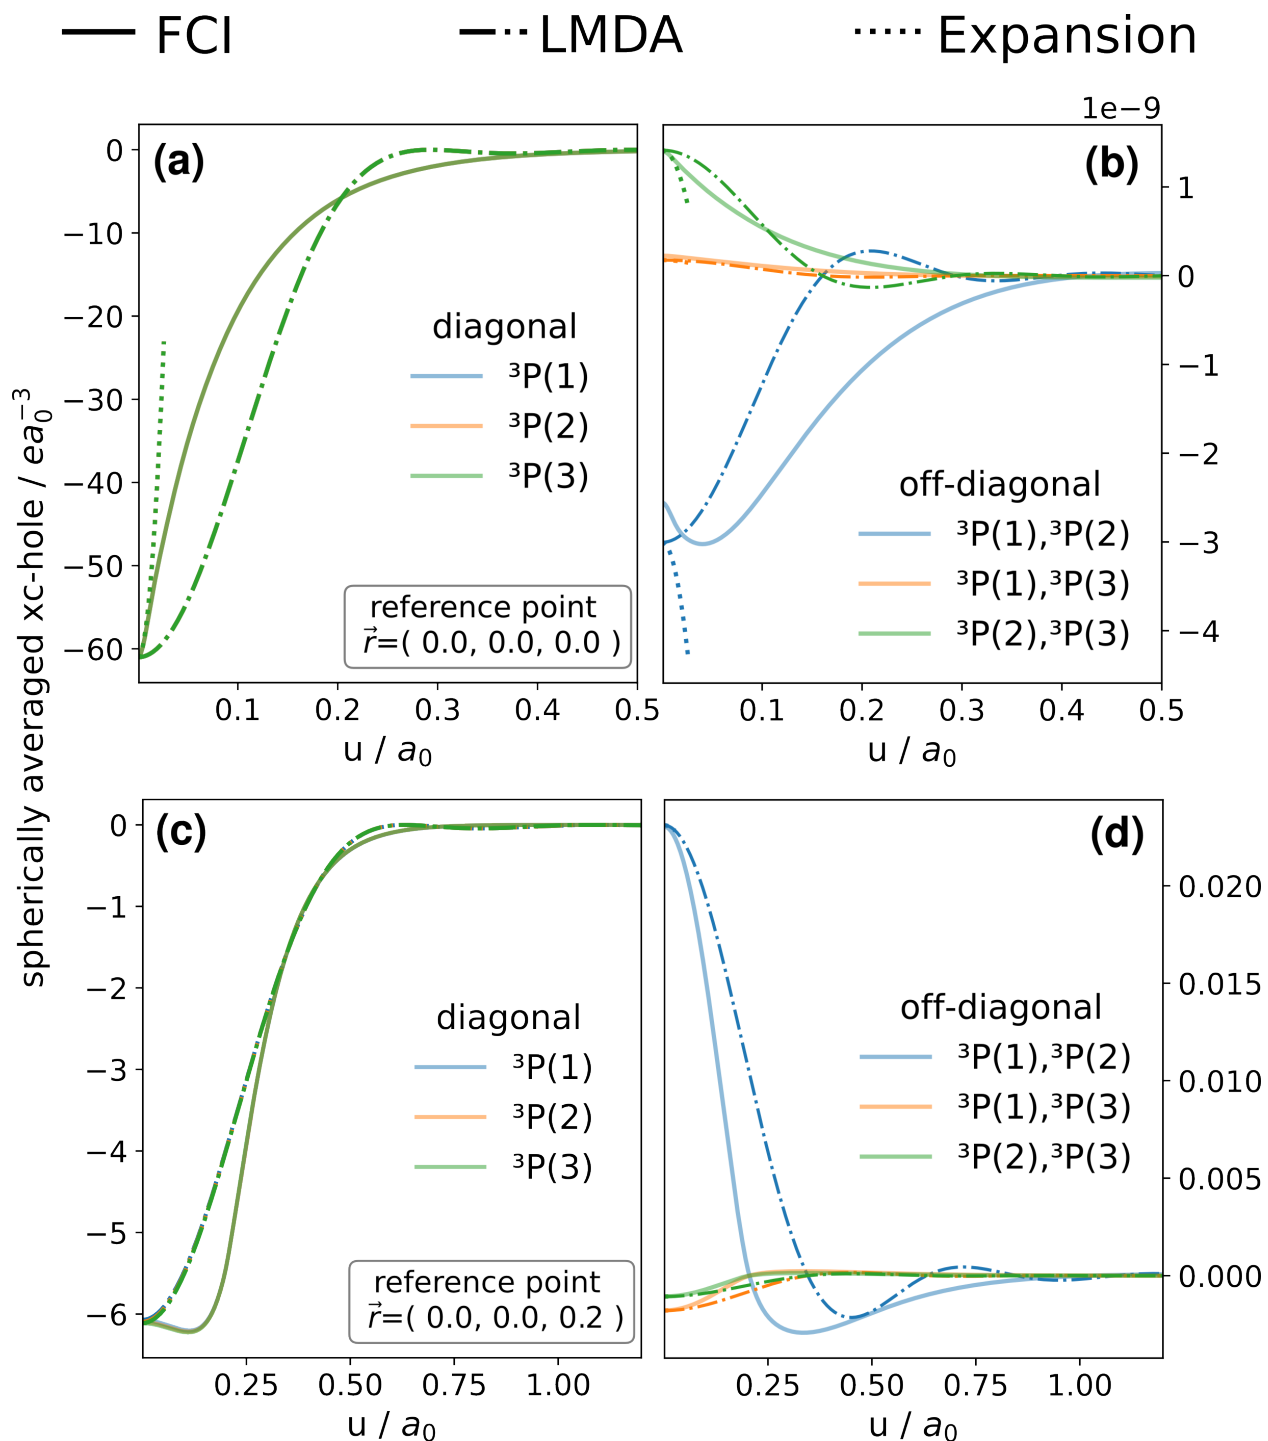 FCI LMDA Expansion
spherically averaged xc-hole / ea₀⁻³
(a)
0
−10
−20
−30
−40
−50
−60
diagonal
³P(1)
³P(2)
³P(3)
reference point
r⃗=( 0.0, 0.0, 0.0 )
0.1 0.2 0.3 0.4 0.5
u / a₀
1e−9
(b)
1
0
−1
−2
−3
−4
off-diagonal
³P(1),³P(2)
³P(1),³P(3)
³P(2),³P(3)
0.1 0.2 0.3 0.4 0.5
u / a₀
(c)
0
−1
−2
−3
−4
−5
−6
diagonal
³P(1)
³P(2)
³P(3)
reference point
r⃗=( 0.0, 0.0, 0.2 )
0.25 0.50 0.75 1.00
u / a₀
(d)
0.020
0.015
0.010
0.005
0.000
off-diagonal
³P(1),³P(2)
³P(1),³P(3)
³P(2),³P(3)
0.25 0.50 0.75 1.00
u / a₀